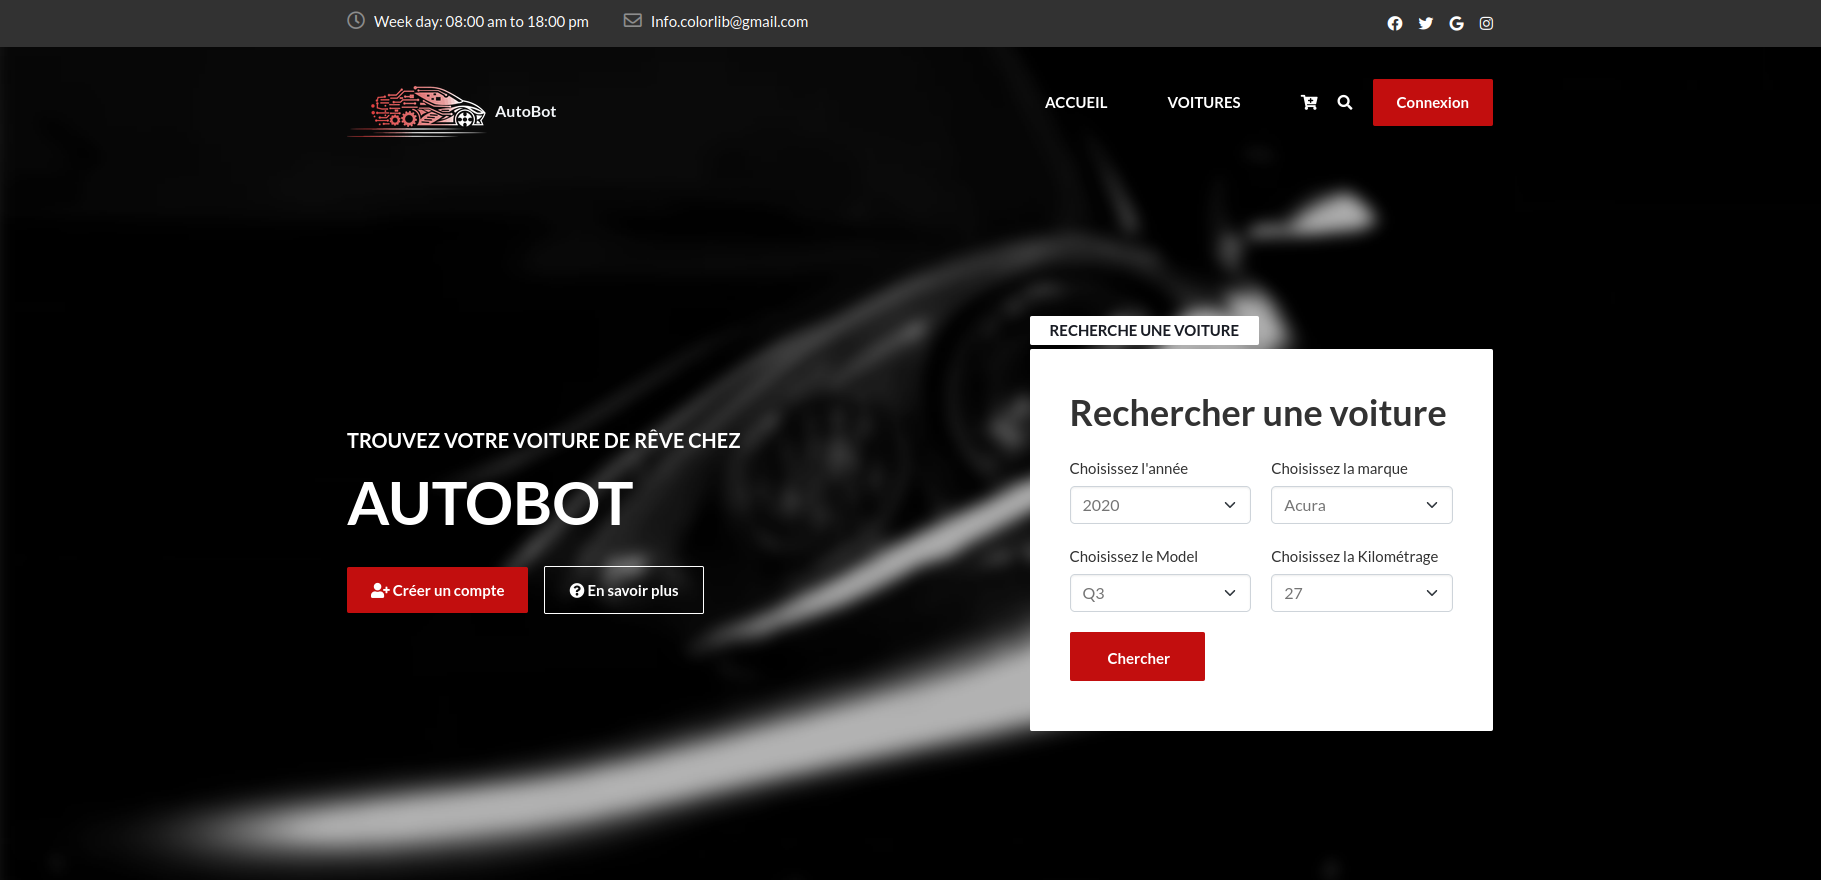 Week day: 08:00 am to 18:00 pm
Info.colorlib@gmail.com
AutoBot
ACCUEIL
VOITURES
Connexion
TROUVEZ VOTRE VOITURE DE RÊVE CHEZ
AUTOBOT
Créer un compte
En savoir plus
RECHERCHE UNE VOITURE
Rechercher une voiture
Choisissez l'année
Choisissez la marque
2020
Acura
Choisissez le Model
Choisissez la Kilométrage
Q3
27
Chercher